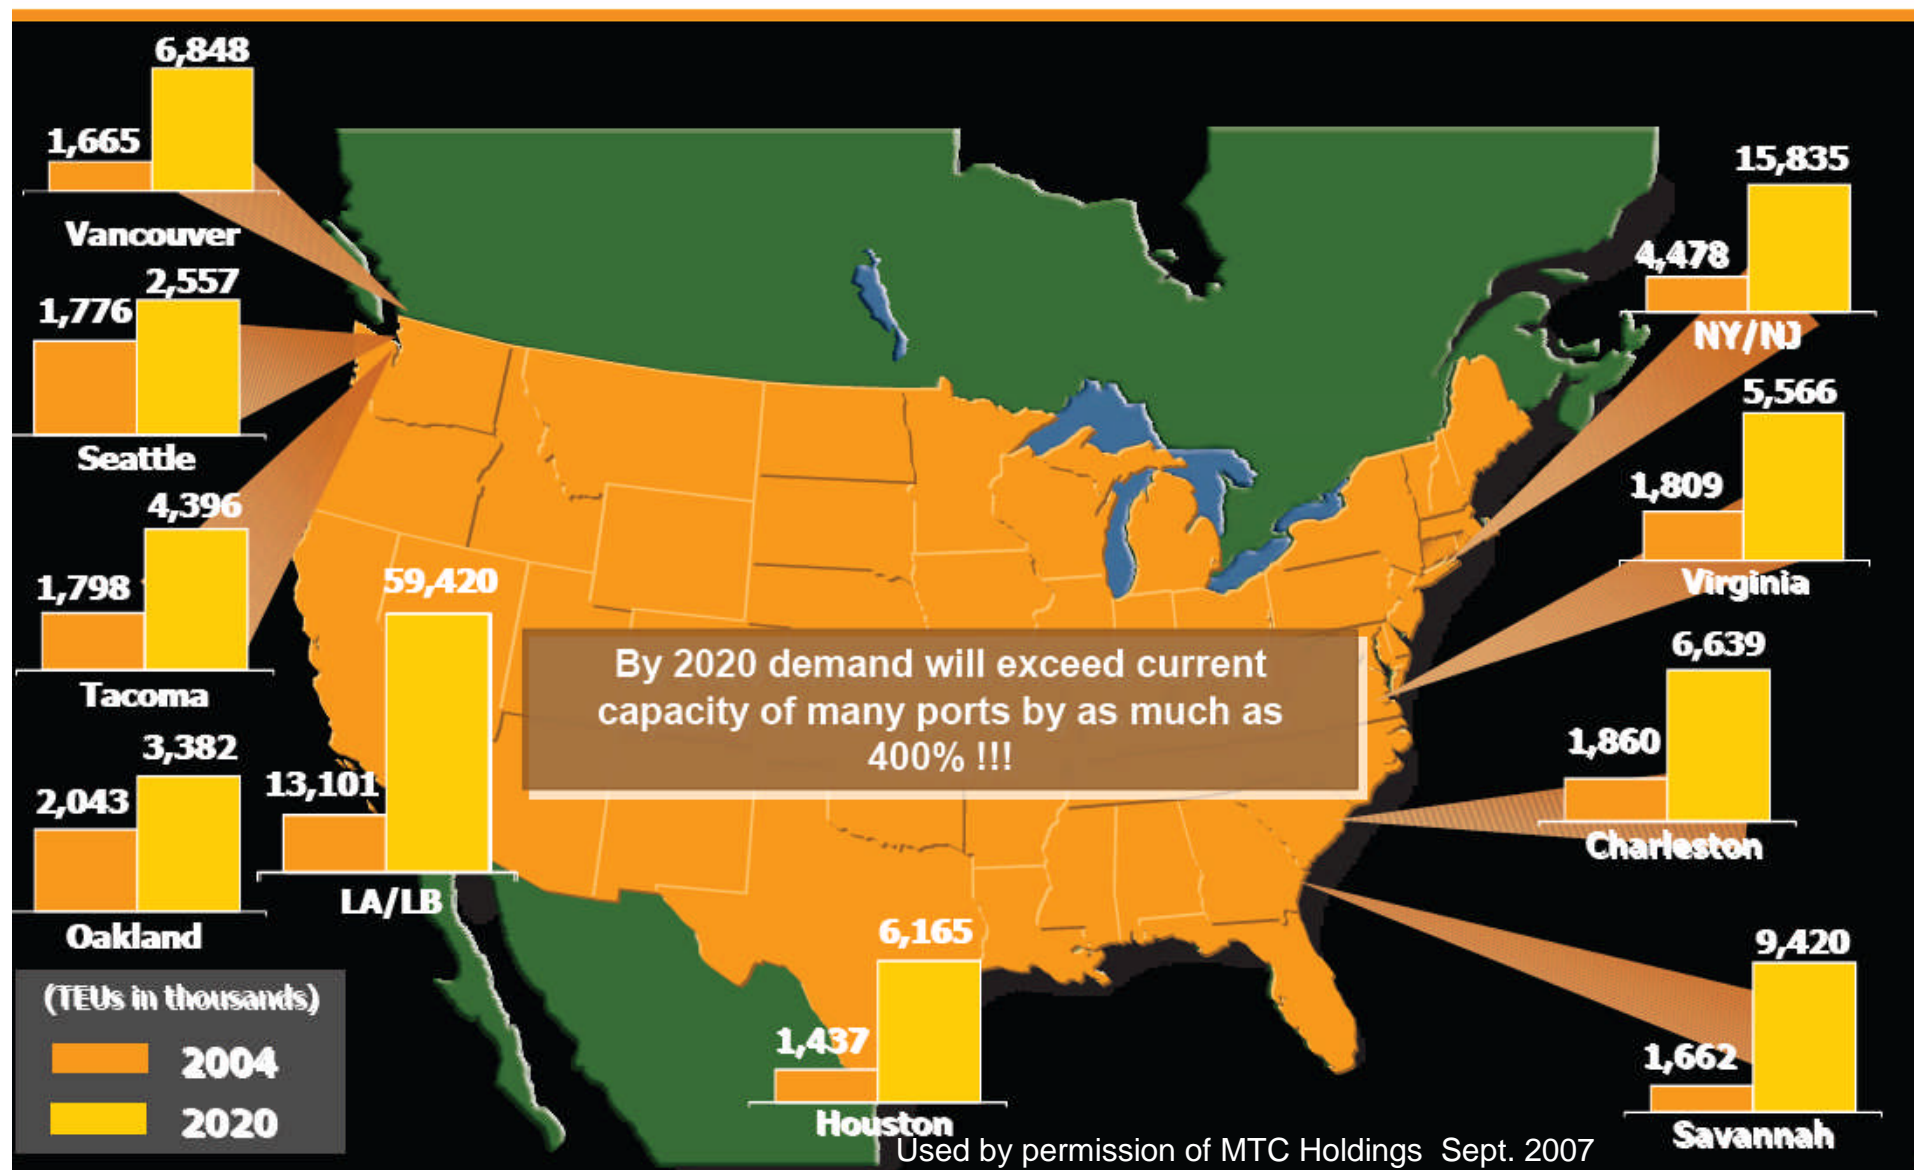 6,848
1,665
Vancouver
2,557
1,776
Seattle
4,396
1,798
Tacoma
3,382
2,043
Oakland
59,420
13,101
LA/LB
By 2020 demand will exceed current
capacity of many ports by as much as
400% !!!
6,165
1,437
Houston
15,835
4,478
NY/NJ
5,566
1,809
Virginia
6,639
1,860
Charleston
9,420
1,662
Savannah
(TEUs in thousands)
2004
2020
Used by permission of MTC Holdings  Sept. 2007